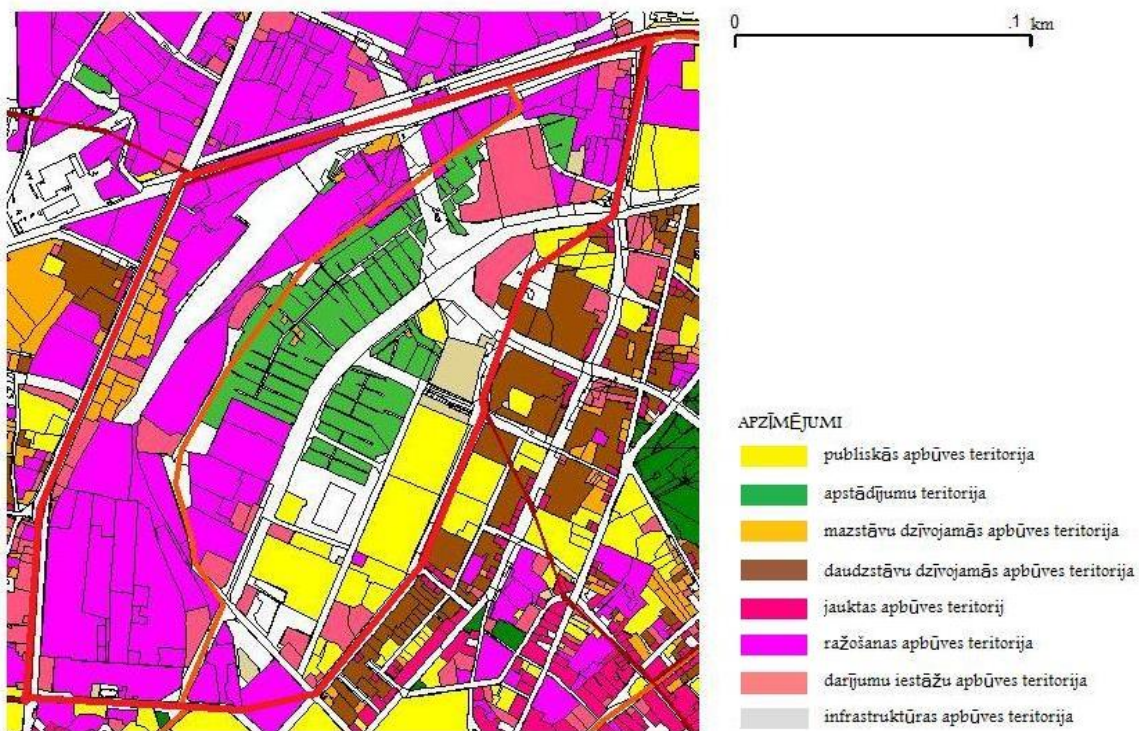 0 .1 km
APZĪMĒJUMI
publiskās apbūves teritorija
apstādījumu teritorija
mazstāvu dzīvojamās apbūves teritorija
daudzstāvu dzīvojamās apbūves teritorija
jauktas apbūves teritorij
ražošanas apbūves teritorija
darījumu iestāžu apbūves teritorija
infrastruktūras apbūves teritorija